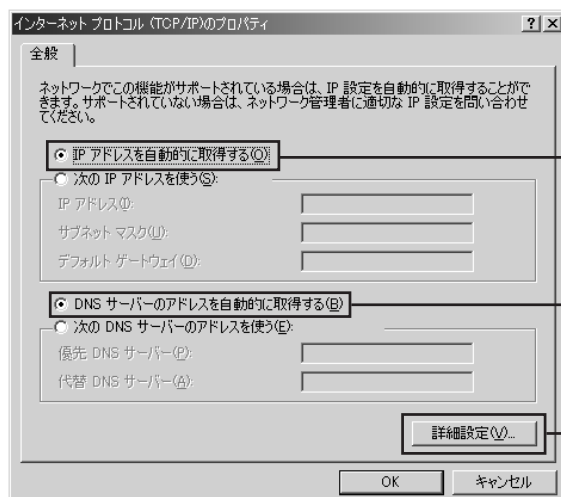 インターネット プロトコル (TCP/IP)のプロパティ
全般
ネットワークでこの機能がサポートされている場合は、IP 設定を自動的に取得することがで
きます。サポートされていない場合は、ネットワーク管理者に適切な IP 設定を問い合わせ
てください。
IP アドレスを自動的に取得する(O)
次の IP アドレスを使う(S):
IP アドレス(I):
サブネット マスク(U):
デフォルト ゲートウェイ(D):
DNS サーバーのアドレスを自動的に取得する(B)
次の DNS サーバーのアドレスを使う(E):
優先 DNS サーバー(P):
代替 DNS サーバー(A):
詳細設定(V)...
OK キャンセル